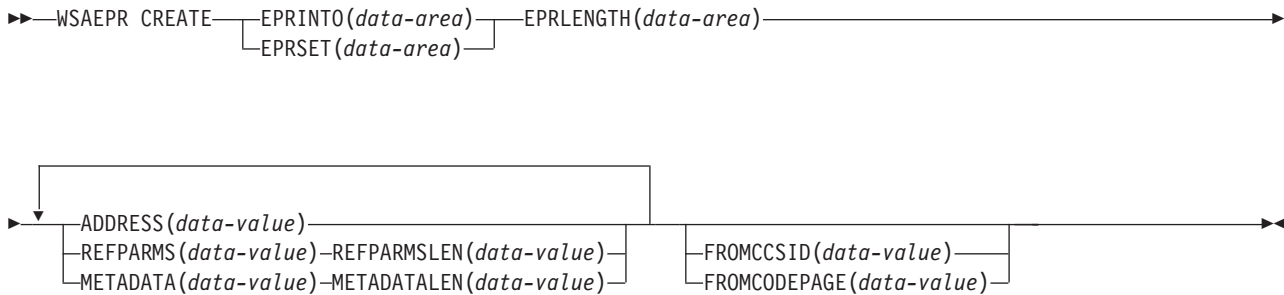 WSAEPR CREATE EPRINTO(data-area) EPRLENGTH(data-area)
EPRSET(data-area)
ADDRESS(data-value)
REFPARMS(data-value) REFPARMSLEN(data-value) FROMCCSID(data-value)
METADATA(data-value) METADATALEN(data-value) FROMCODEPAGE(data-value)